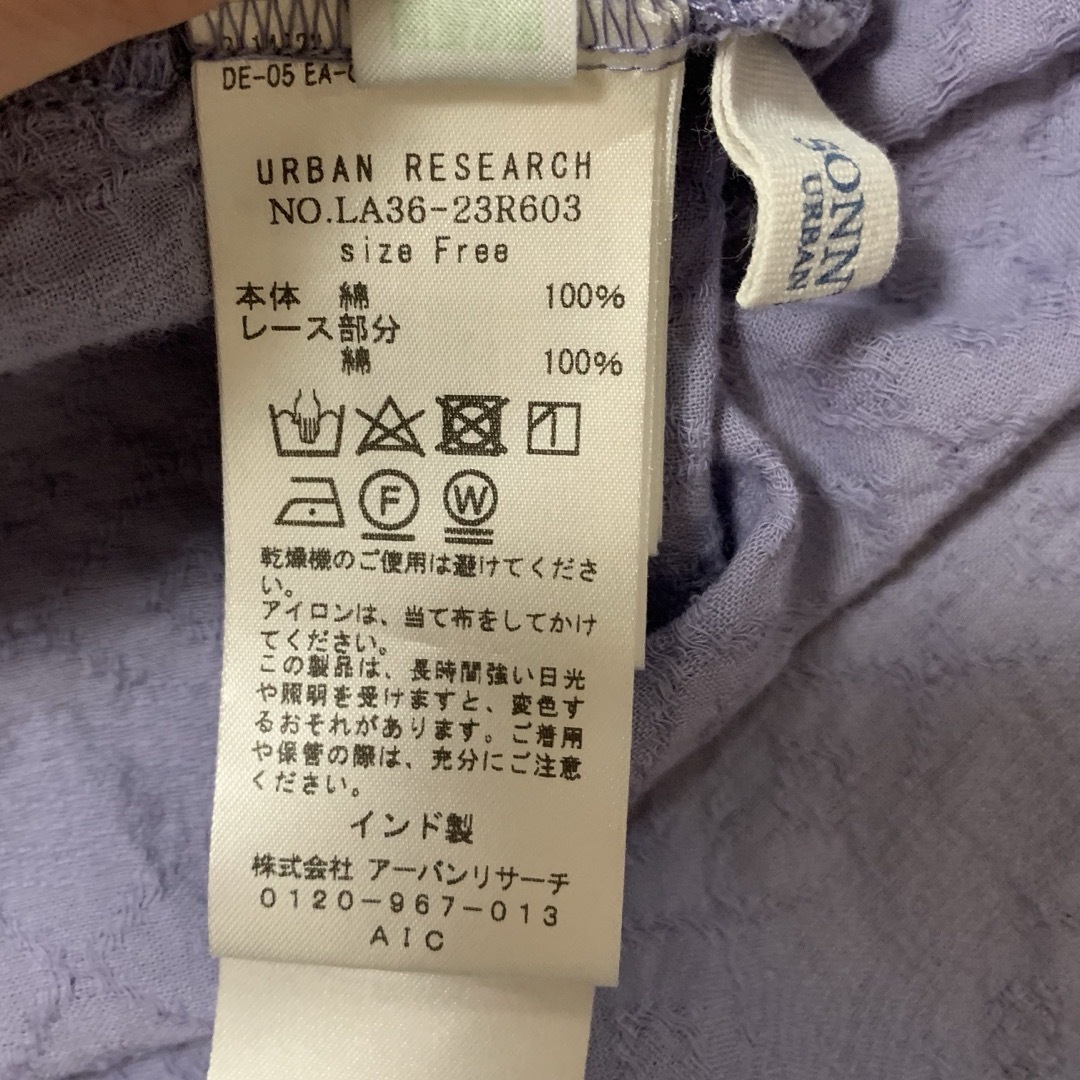 DE-05 EA-
URBAN RESEARCH
NO.LA36-23R603
size Free
本体 綿 100%
レース部分
綿 100%
F W
乾燥機のご使用は避けてくださ
い。
アイロンは、当て布をしてかけ
てください。
この製品は、長時間強い日光
や照明を受けますと、変色す
るおそれがあります。ご着用
や保管の際は、充分にご注意
ください。
インド製
株式会社 アーバンリサーチ
0120-967-013
AIC
SONN
URBAN